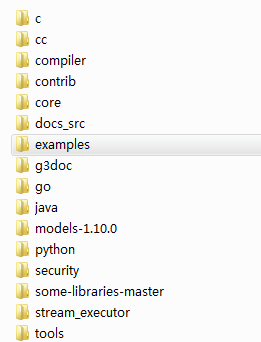 c
cc
compiler
contrib
core
docs_src
examples
g3doc
go
java
models-1.10.0
python
security
some-libraries-master
stream_executor
tools